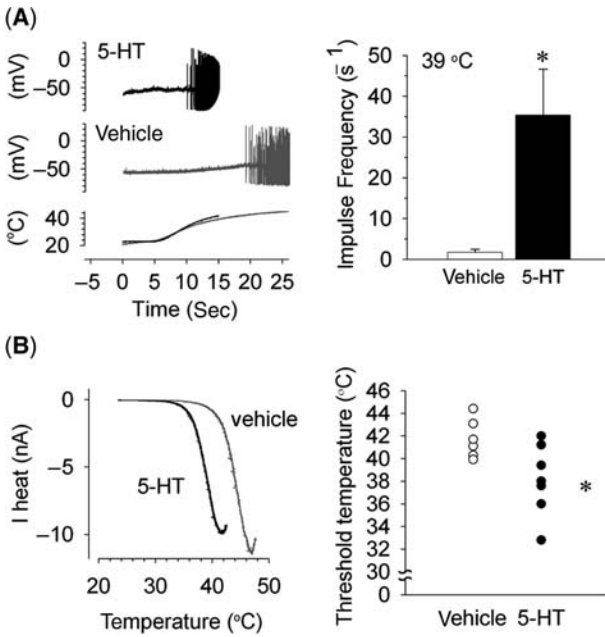 (A)
5-HT
0
−50
(mV)
Vehicle
0
−50
(mV)
40
20
(°C)
−5 0 5 10 15 20 25
Time (Sec)
50
40
30
20
10
0
Impulse Frequency (s̄ ¹)
39 °C
*
Vehicle 5-HT
(B)
0
−5
−10
I heat (nA)
vehicle
5-HT
20 30 40 50
Temperature (°C)
46
44
42
40
38
36
34
32
30
0
Threshold temperature (°C)
*
Vehicle 5-HT